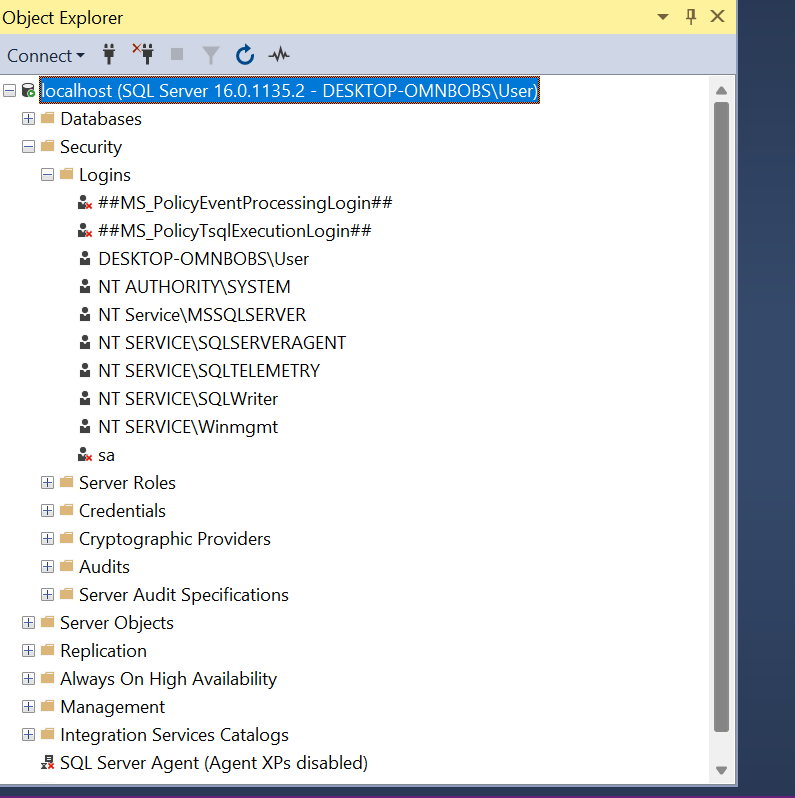 Object Explorer
Connect
localhost (SQL Server 16.0.1135.2 - DESKTOP-OMNBOBS\User)
Databases
Security
Logins
##MS_PolicyEventProcessingLogin##
##MS_PolicyTsqlExecutionLogin##
DESKTOP-OMNBOBS\User
NT AUTHORITY\SYSTEM
NT Service\MSSQLSERVER
NT SERVICE\SQLSERVERAGENT
NT SERVICE\SQLTELEMETRY
NT SERVICE\SQLWriter
NT SERVICE\Winmgmt
sa
Server Roles
Credentials
Cryptographic Providers
Audits
Server Audit Specifications
Server Objects
Replication
Always On High Availability
Management
Integration Services Catalogs
SQL Server Agent (Agent XPs disabled)